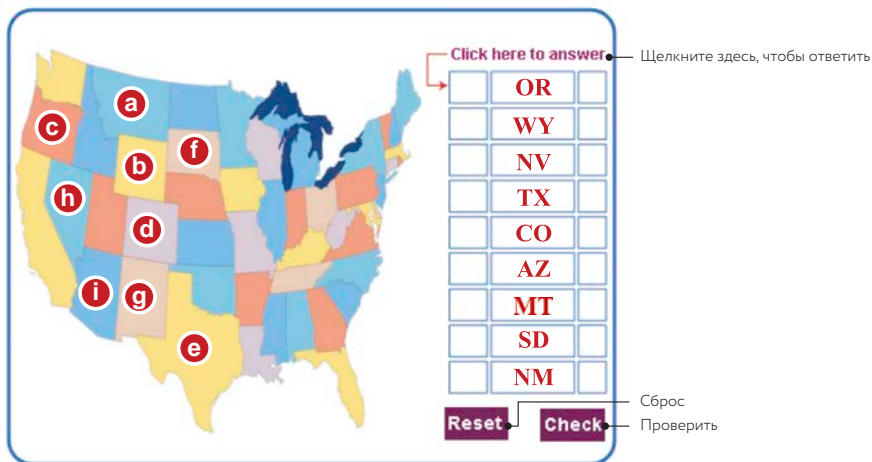 Click here to answer
Щелкните здесь, чтобы ответить
a
c
b
f
h
d
i
g
e
OR
WY
NV
TX
CO
AZ
MT
SD
NM
Reset
Check
Сброс
Проверить